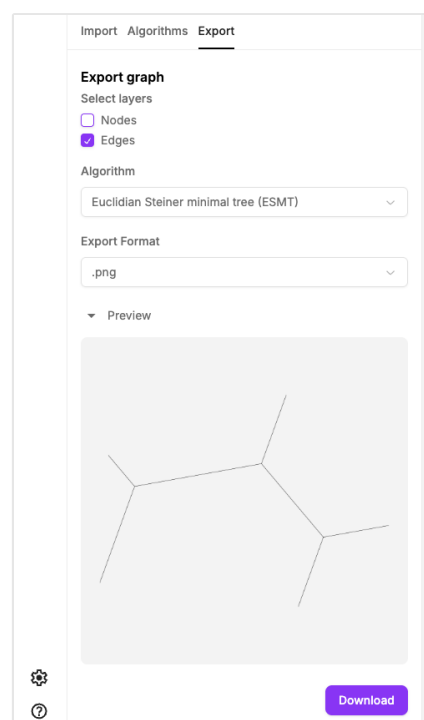 Import Algorithms Export
Export graph
Select layers
Nodes
Edges
Algorithm
Euclidian Steiner minimal tree (ESMT)
Export Format
.png
Preview
Download